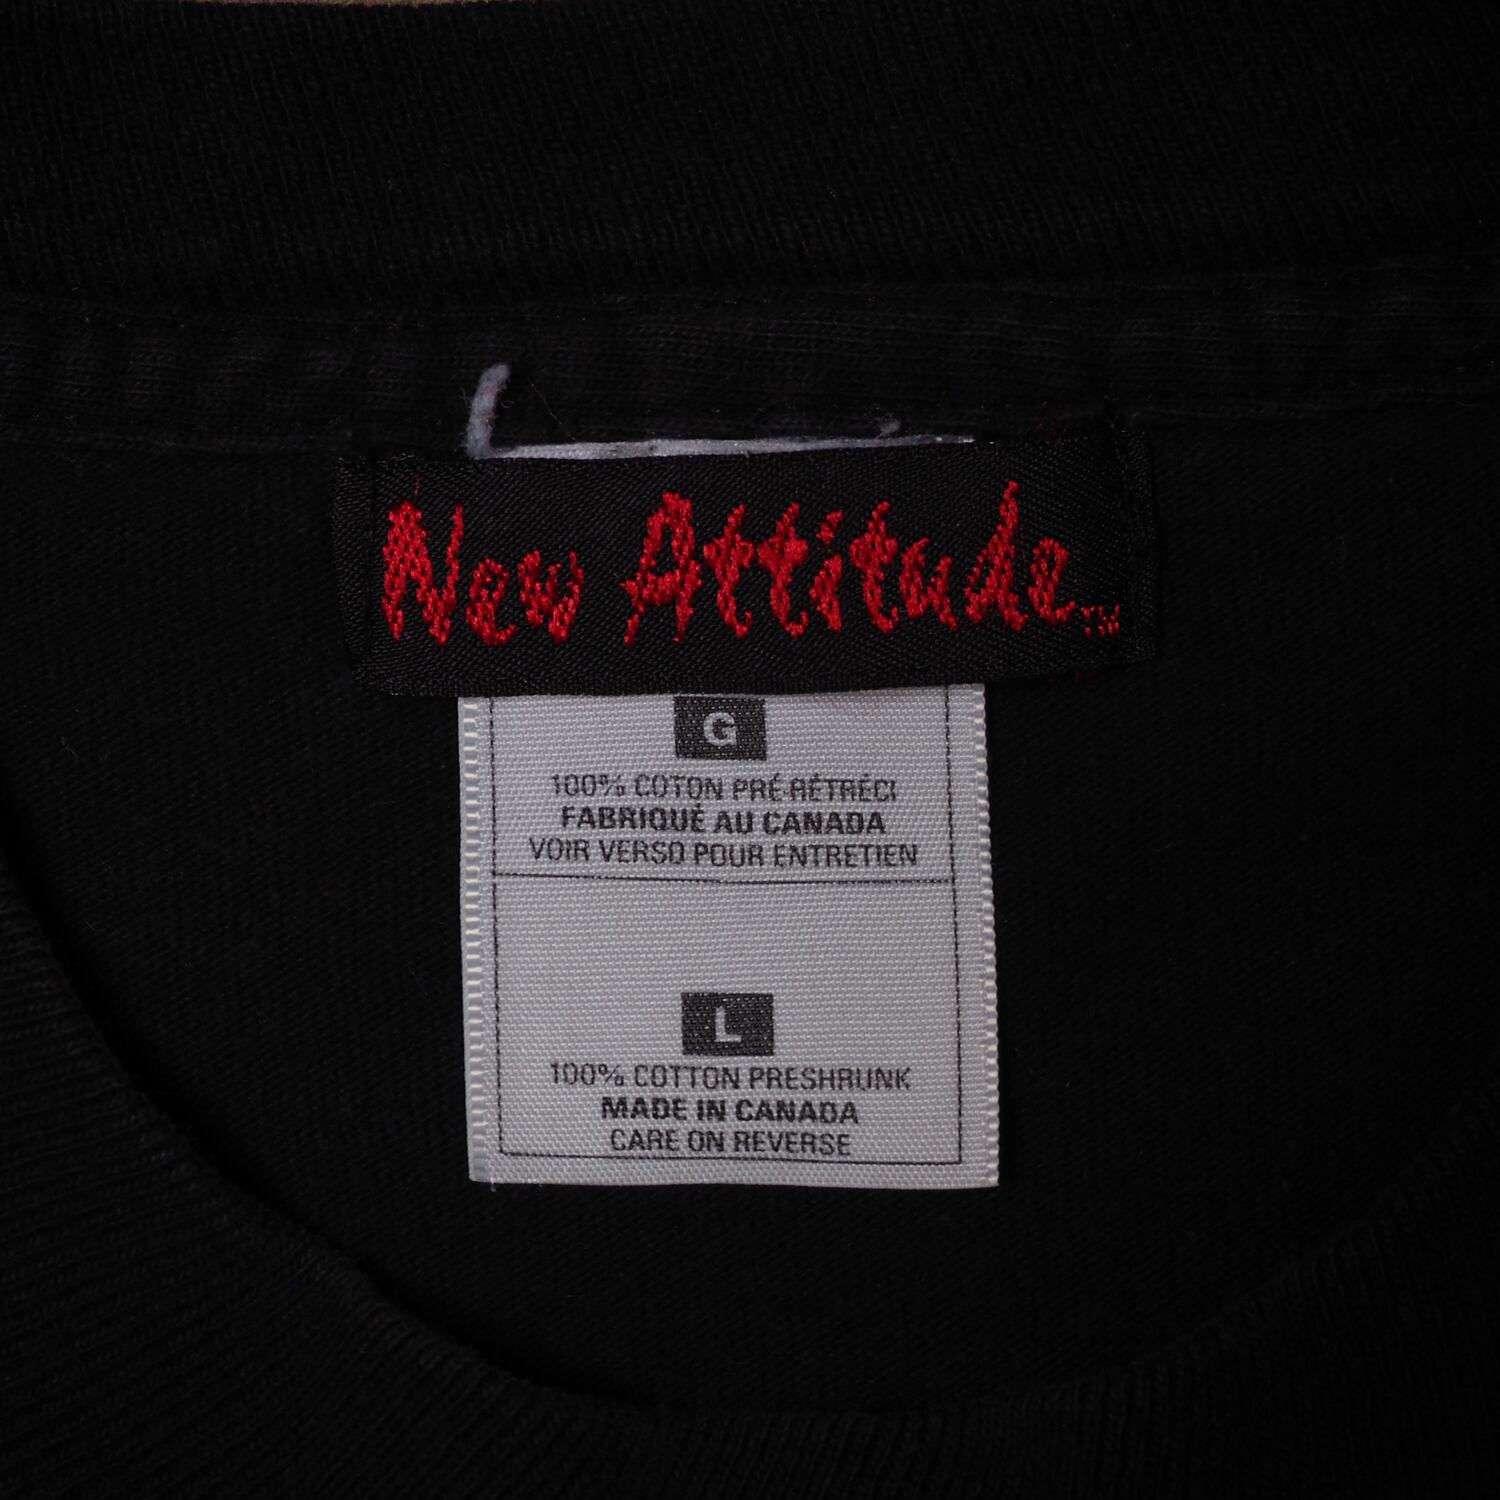 New Attitude™
G
100% COTON PRÉ-RÉTRÉCI
FABRIQUÉ AU CANADA
VOIR VERSO POUR ENTRETIEN
L
100% COTTON PRESHRUNK
MADE IN CANADA
CARE ON REVERSE